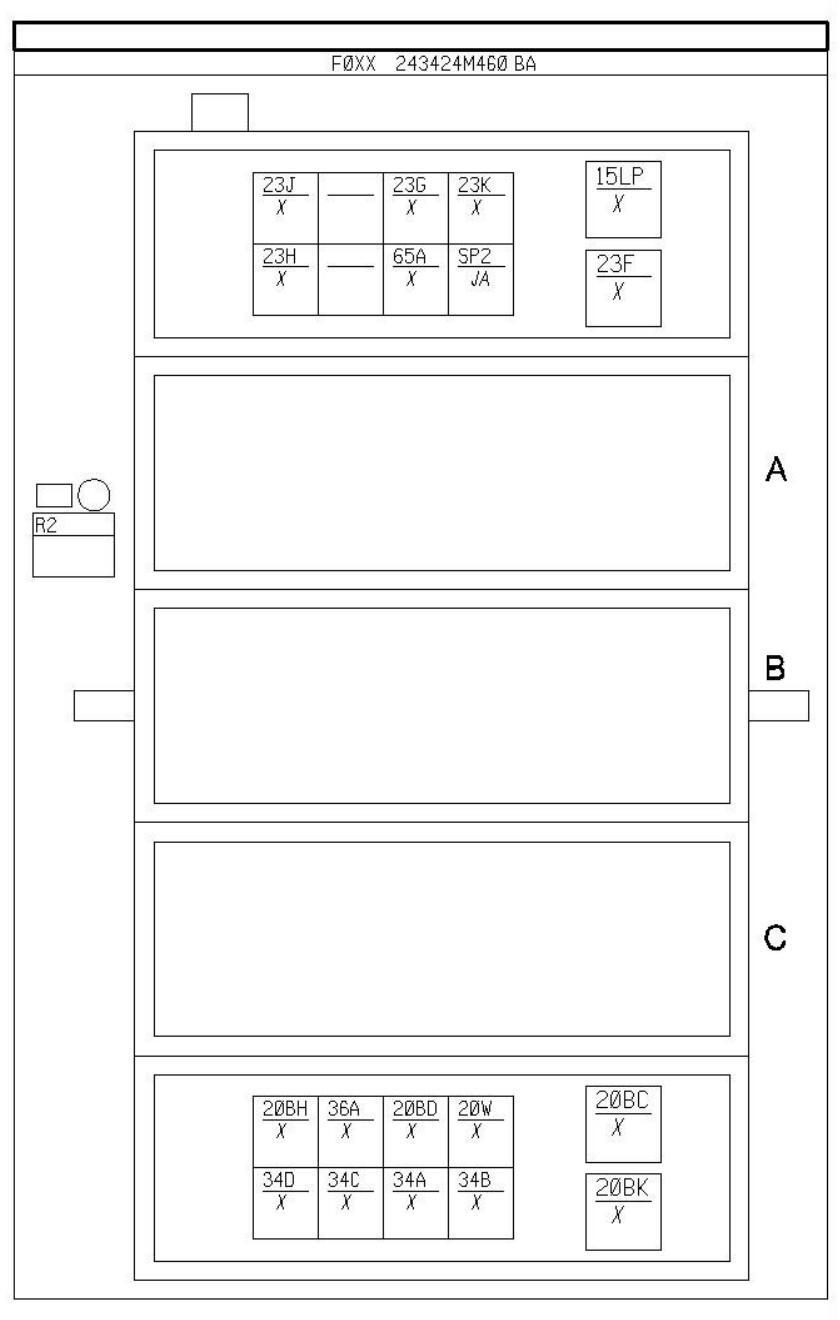 FØXX 243424M46Ø BA
23J 23G 23K
X X X
15LP
X
23H 65A SP2
X X JA
23F
X
A
R2
B
C
2ØBH 36A 2ØBD 2ØW
X X X X
2ØBC
X
34D 34C 34A 34B
X X X X
2ØBK
X